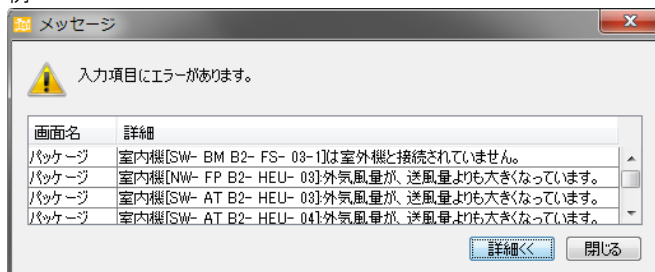 メッセージ
入力項目にエラーがあります。
画面名 詳細
パッケージ 室内機[SW- BM B2- FS- 03-1]は室外機と接続されていません。
パッケージ 室内機[NW- FP B2- HEU- 03]:外気風量が、送風量よりも大きくなっています。
パッケージ 室内機[SW- AT B2- HEU- 03]:外気風量が、送風量よりも大きくなっています。
パッケージ 室内機[SW- AT B2- HEU- 04]:外気風量が、送風量よりも大きくなっています。
詳細<< 閉じる